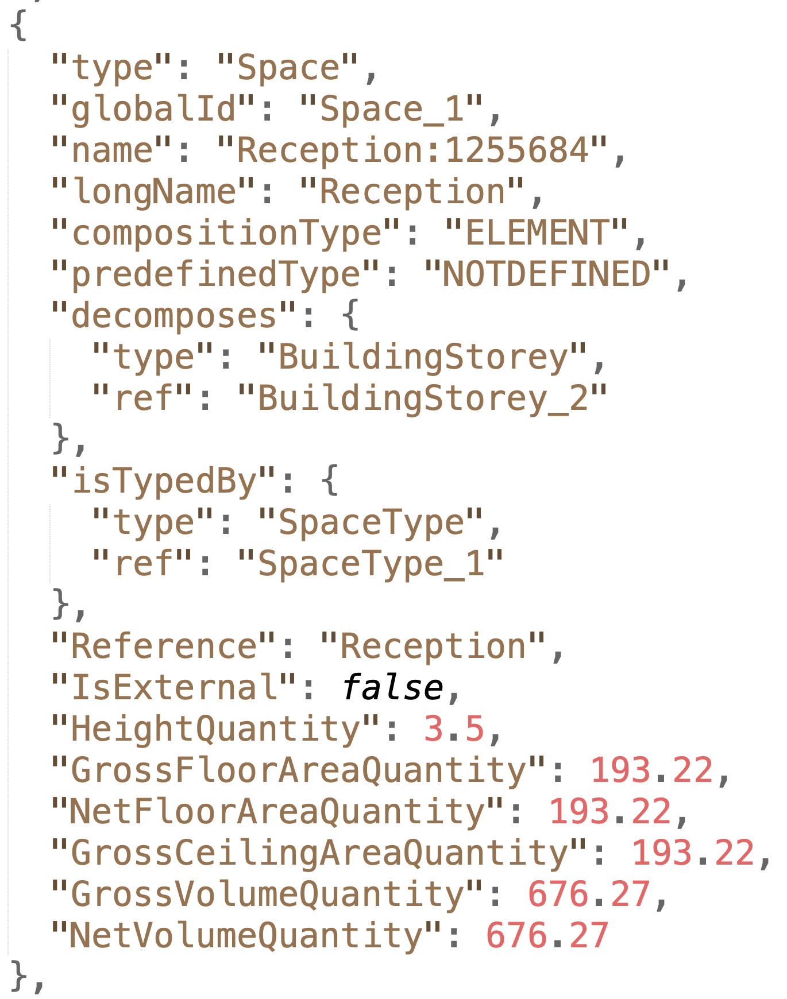 {
"type": "Space",
"globalId": "Space_1",
"name": "Reception:1255684",
"longName": "Reception",
"compositionType": "ELEMENT",
"predefinedType": "NOTDEFINED",
"decomposes": {
"type": "BuildingStorey",
"ref": "BuildingStorey_2"
},
"isTypedBy": {
"type": "SpaceType",
"ref": "SpaceType_1"
},
"Reference": "Reception",
"IsExternal": false,
"HeightQuantity": 3.5,
"GrossFloorAreaQuantity": 193.22,
"NetFloorAreaQuantity": 193.22,
"GrossCeilingAreaQuantity": 193.22,
"GrossVolumeQuantity": 676.27,
"NetVolumeQuantity": 676.27
},